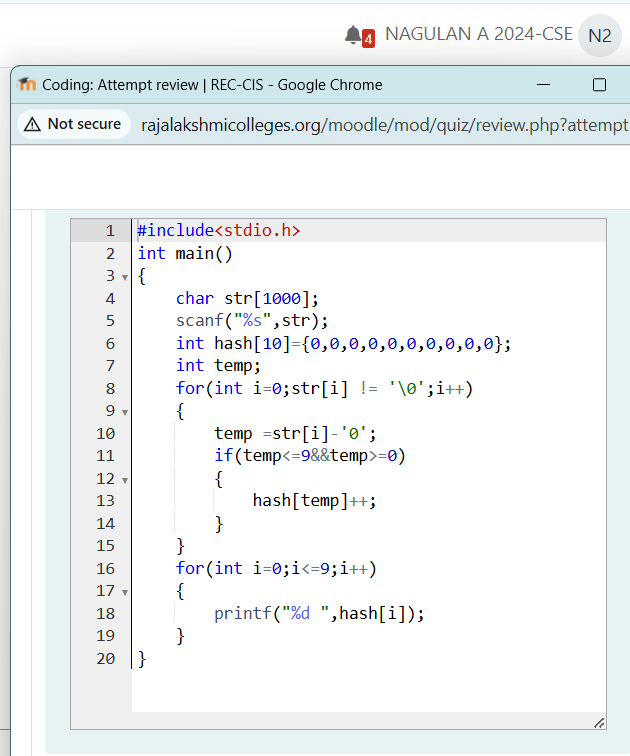 4 NAGULAN A 2024-CSE N2
Coding: Attempt review | REC-CIS - Google Chrome
Not secure rajalakshmicolleges.org/moodle/mod/quiz/review.php?attempt
1 #include<stdio.h>
2 int main()
3 {
4 char str[1000];
5 scanf("%s",str);
6 int hash[10]={0,0,0,0,0,0,0,0,0,0};
7 int temp;
8 for(int i=0;str[i] != '\0';i++)
9 {
10 temp =str[i]-'0';
11 if(temp<=9&&temp>=0)
12 {
13 hash[temp]++;
14 }
15 }
16 for(int i=0;i<=9;i++)
17 {
18 printf("%d ",hash[i]);
19 }
20 }